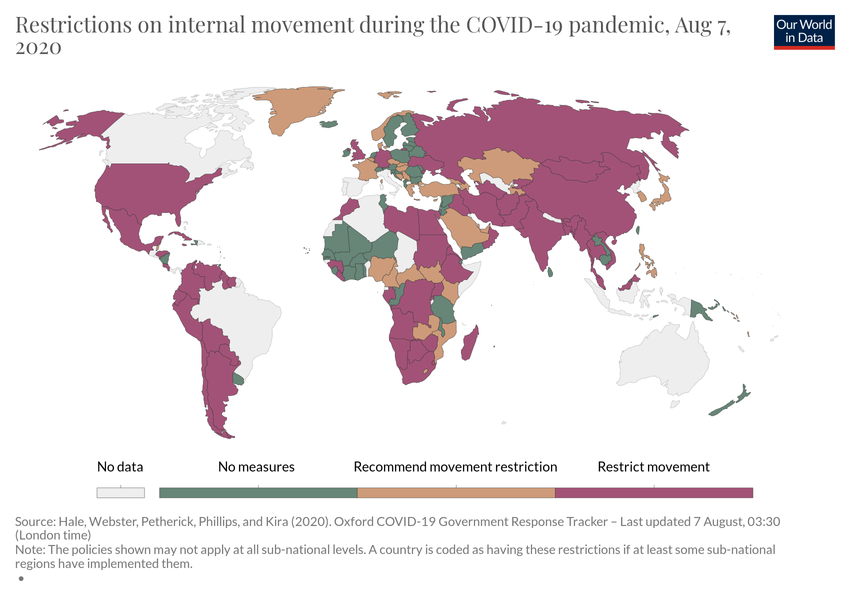 Restrictions on internal movement during the COVID-19 pandemic, Aug 7,
2020
Our World
in Data
No data
No measures
Recommend movement restriction
Restrict movement
Source: Hale, Webster, Petherick, Phillips, and Kira (2020). Oxford COVID-19 Government Response Tracker – Last updated 7 August, 03:30
(London time)
Note: The policies shown may not apply at all sub-national levels. A country is coded as having these restrictions if at least some sub-national
regions have implemented them.
•